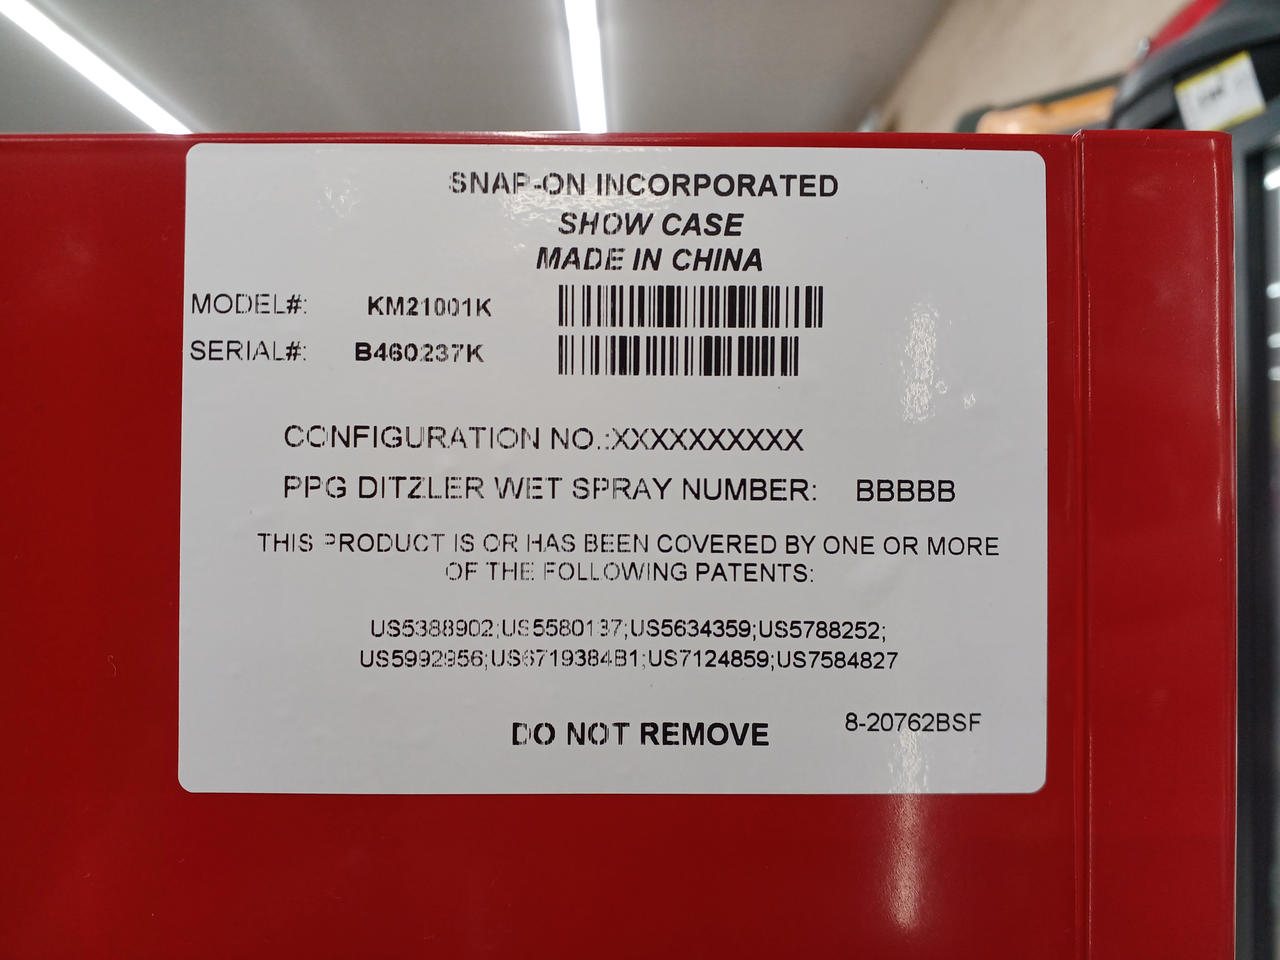 SNAP-ON INCORPORATED
SHOW CASE
MADE IN CHINA
MODEL#: KM21001K
SERIAL#: B460237K
CONFIGURATION NO.:XXXXXXXXXX
PPG DITZLER WET SPRAY NUMBER: BBBBB
THIS PRODUCT IS OR HAS BEEN COVERED BY ONE OR MORE
OF THE FOLLOWING PATENTS:
US5388902;US5580137;US5634359;US5788252;
US5992956;US6719384B1;US7124859;US7584827
DO NOT REMOVE
8-20762BSF